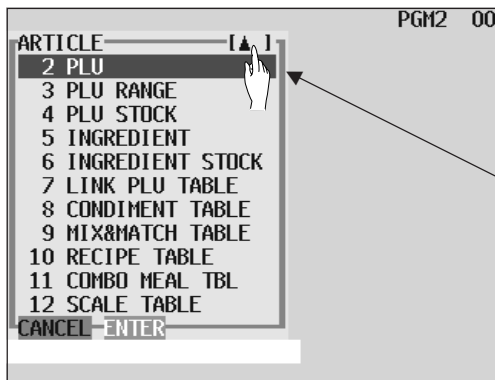 PGM2 00
ARTICLE [▲ ]
2 PLU
3 PLU RANGE
4 PLU STOCK
5 INGREDIENT
6 INGREDIENT STOCK
7 LINK PLU TABLE
8 CONDIMENT TABLE
9 MIX&MATCH TABLE
10 RECIPE TABLE
11 COMBO MEAL TBL
12 SCALE TABLE
CANCEL ENTER